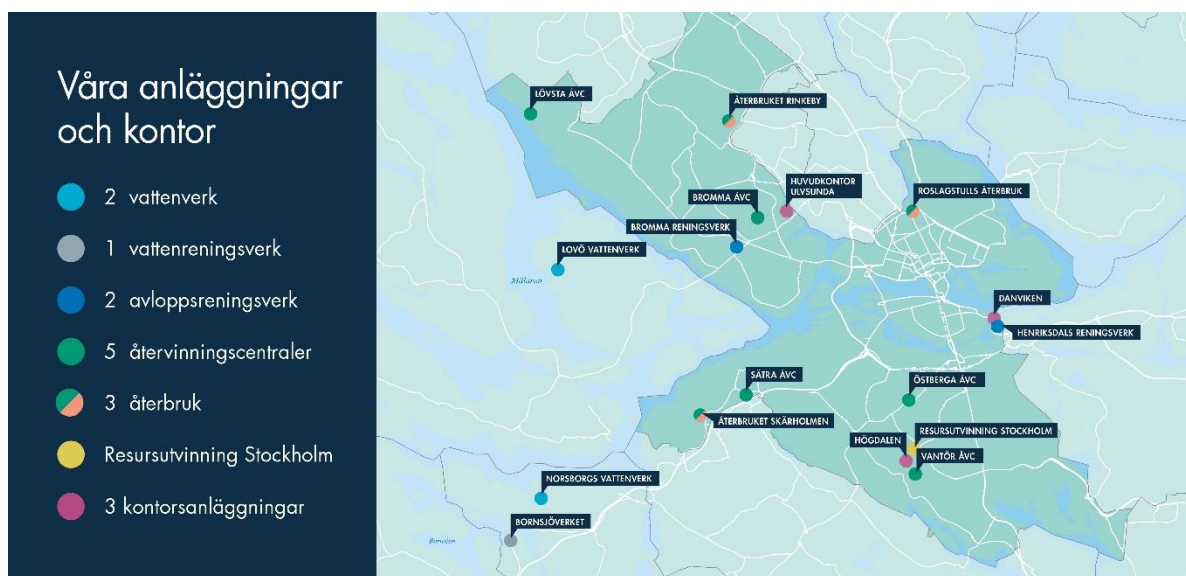 Våra anläggningar
och kontor
2 vattenverk
1 vattenreningsverk
2 avloppsreningsverk
5 återvinningscentraler
3 återbruk
Resursutvinning Stockholm
3 kontorsanläggningar
LÖVSTA ÅVC
ÅTERBRUKET RINKEBY
HUVUDKONTOR
ULVSUNDA
ROSLAGSTULLS ÅTERBRUK
BROMMA ÅVC
BROMMA RENINGSVERK
LOVÖ VATTENVERK
Mälaren
DANVIKEN
HENRIKSDALS RENINGSVERK
SÄTRA ÅVC
ÖSTBERGA ÅVC
ÅTERBRUKET SKÄRHOLMEN
RESURSUTVINNING STOCKHOLM
HÖGDALEN
VANTÖR ÅVC
NORSBORGS VATTENVERK
BORNSJÖVERKET
Bornsjön